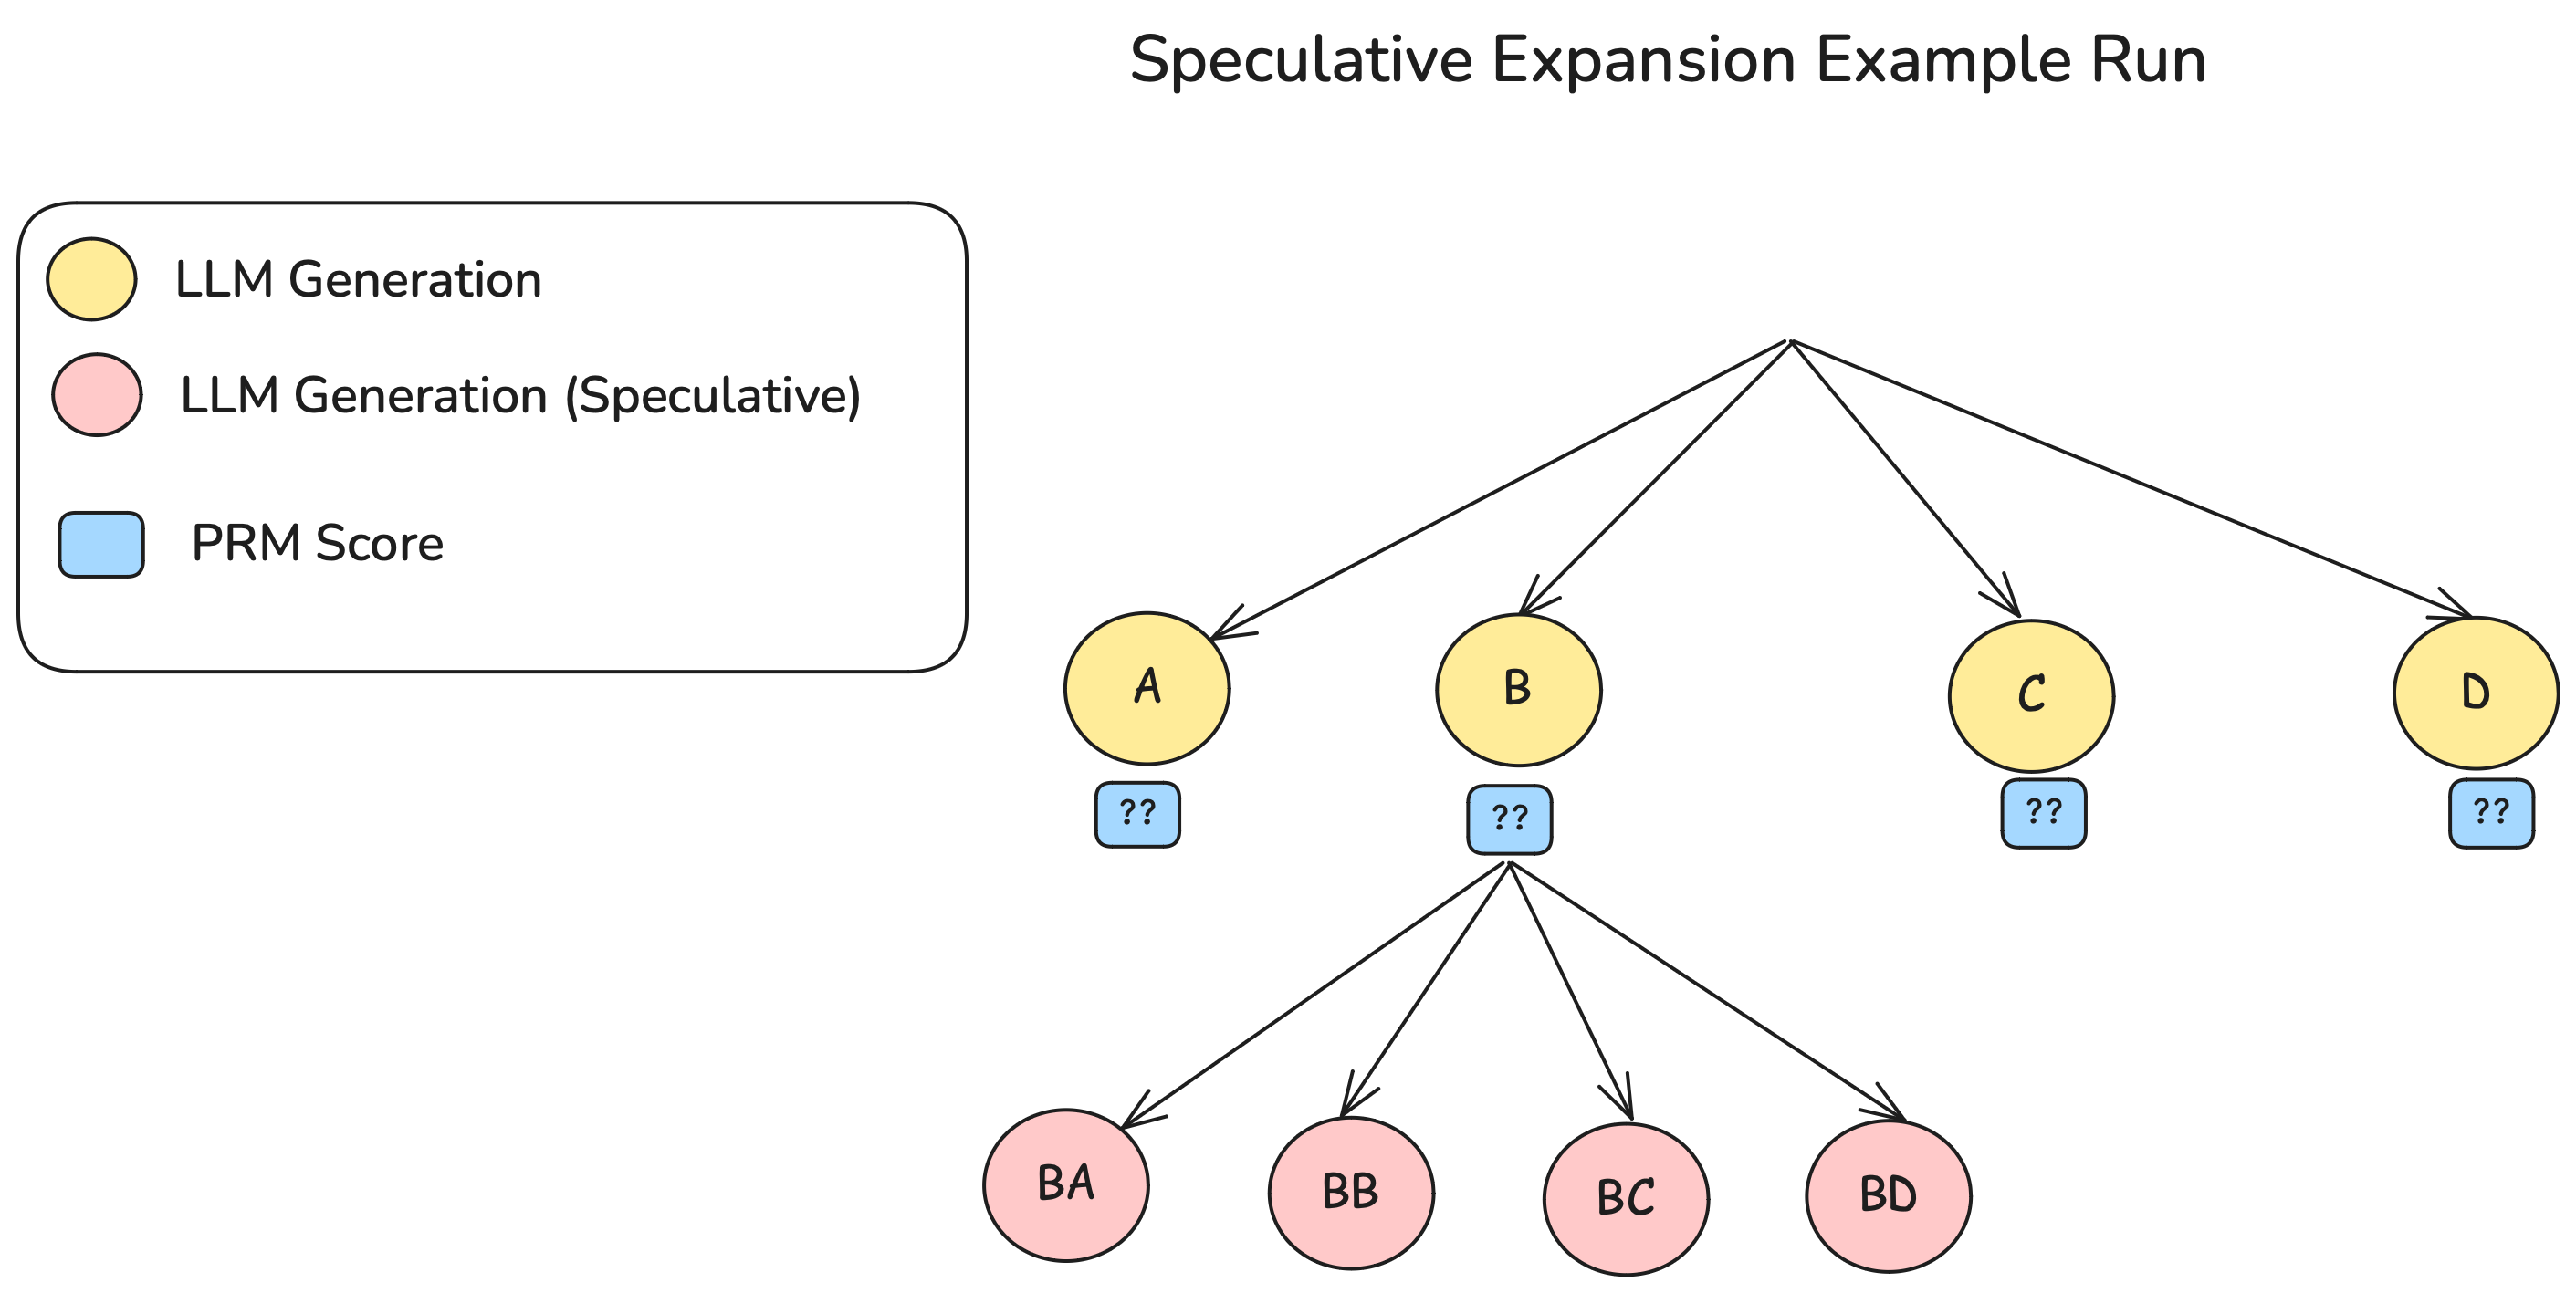 Speculative Expansion Example Run
LLM Generation
LLM Generation (Speculative)
PRM Score
A
B
C
D
??
??
??
??
BA
BB
BC
BD